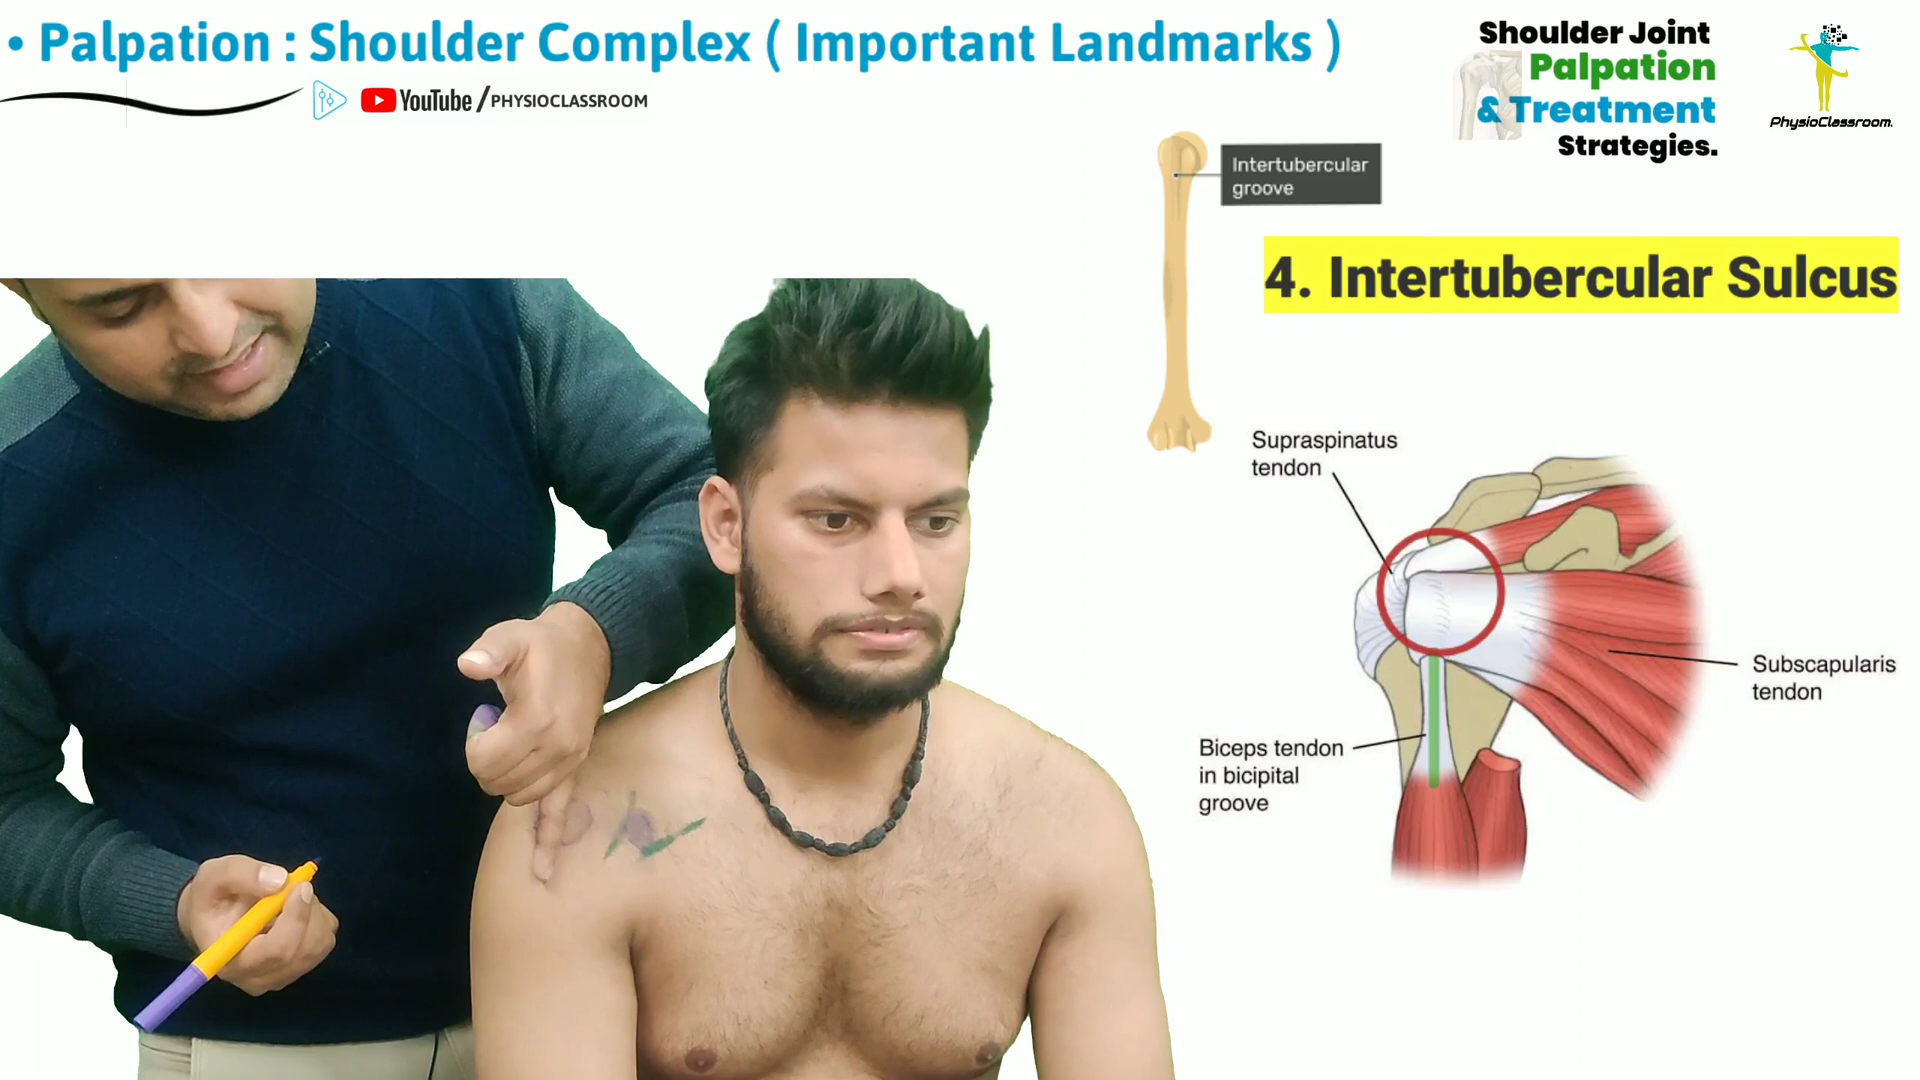 • Palpation : Shoulder Complex ( Important Landmarks )
YouTube /PHYSIOCLASSROOM
Shoulder Joint
Palpation
& Treatment
Strategies.
PhysioClassroom.
Intertubercular
groove
4. Intertubercular Sulcus
Supraspinatus
tendon
Subscapularis
tendon
Biceps tendon
in bicipital
groove